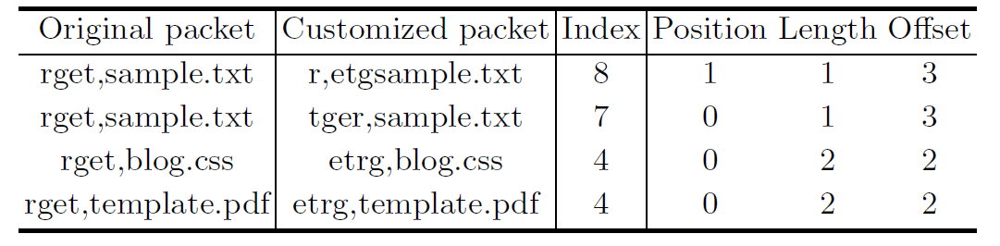 Original packet Customized packet Index Position Length Offset
rget,sample.txt r,etgsample.txt 8 1 1 3
rget,sample.txt tger,sample.txt 7 0 1 3
rget,blog.css etrg,blog.css 4 0 2 2
rget,template.pdf etrg,template.pdf 4 0 2 2